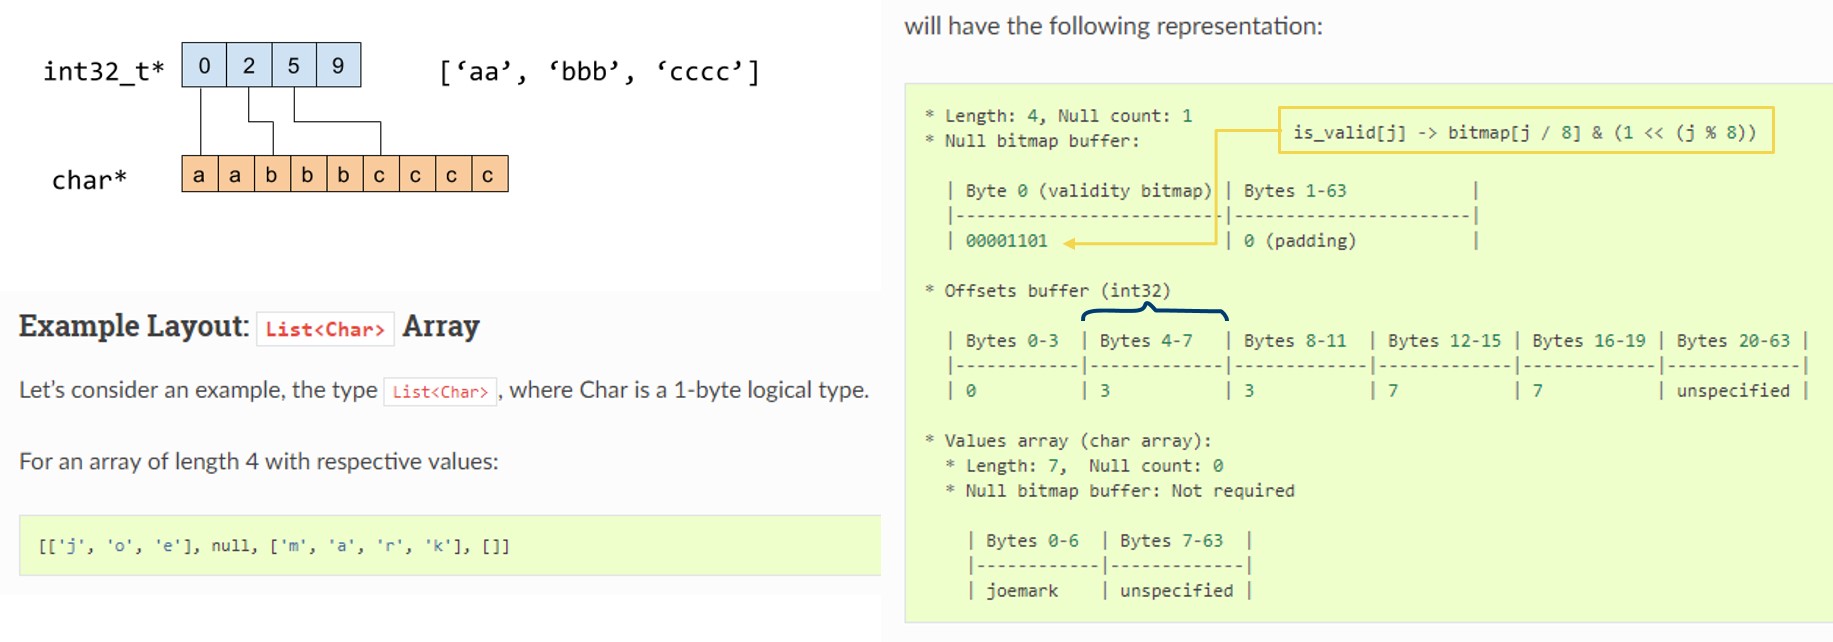 int32_t* 0 2 5 9 [‘aa’, ‘bbb’, ‘cccc’]
char* a a b b b c c c c
Example Layout: List<Char> Array
Let’s consider an example, the type List<Char>, where Char is a 1-byte logical type.
For an array of length 4 with respective values:
[['j', 'o', 'e'], null, ['m', 'a', 'r', 'k'], []]
will have the following representation:
* Length: 4, Null count: 1
* Null bitmap buffer:
is_valid[j] -> bitmap[j / 8] & (1 << (j % 8))
| Byte 0 (validity bitmap) | Bytes 1-63 |
|--------------------------|-----------------------|
| 00001101 | 0 (padding) |
* Offsets buffer (int32)
| Bytes 0-3 | Bytes 4-7 | Bytes 8-11 | Bytes 12-15 | Bytes 16-19 | Bytes 20-63 |
|------------|-------------|-------------|-------------|-------------|-------------|
| 0 | 3 | 3 | 7 | 7 | unspecified |
* Values array (char array):
* Length: 7, Null count: 0
* Null bitmap buffer: Not required
| Bytes 0-6 | Bytes 7-63 |
|------------|-------------|
| joemark | unspecified |